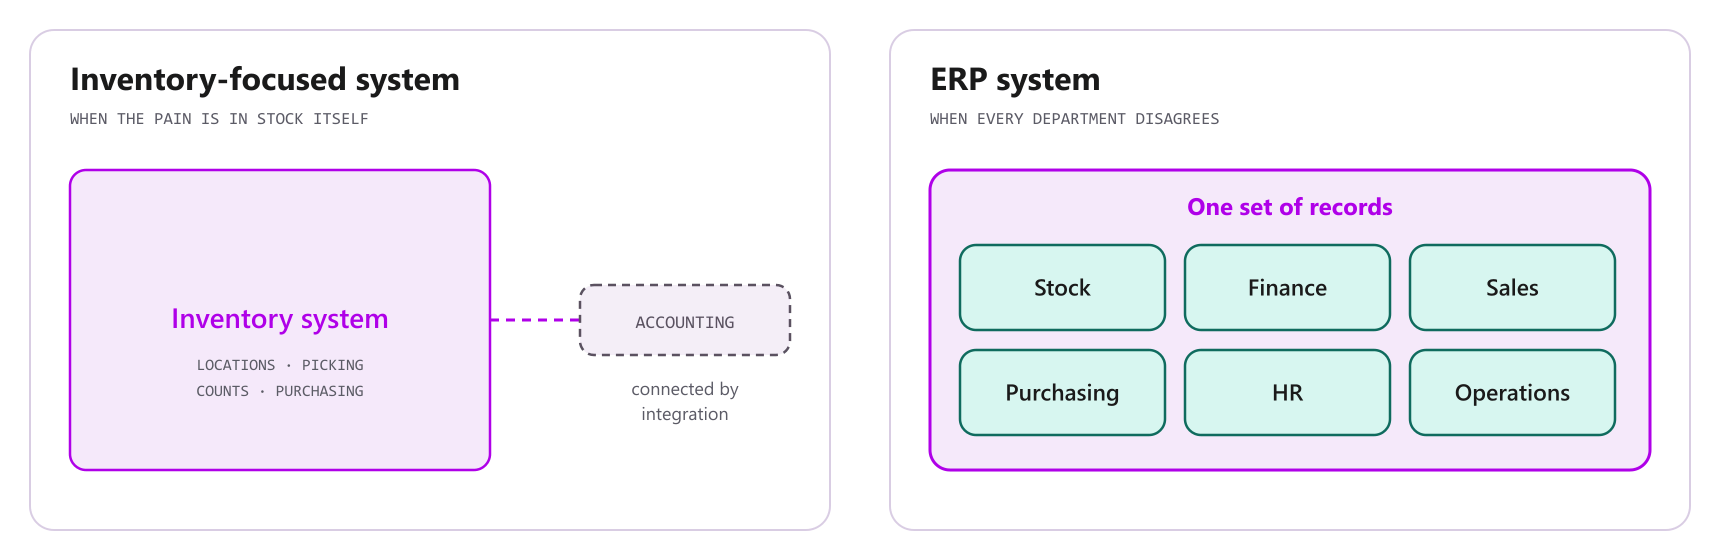 Inventory-focused system
WHEN THE PAIN IS IN STOCK ITSELF
Inventory system
LOCATIONS · PICKING
COUNTS · PURCHASING
ACCOUNTING
connected by
integration
ERP system
WHEN EVERY DEPARTMENT DISAGREES
One set of records
Stock
Finance
Sales
Purchasing
HR
Operations